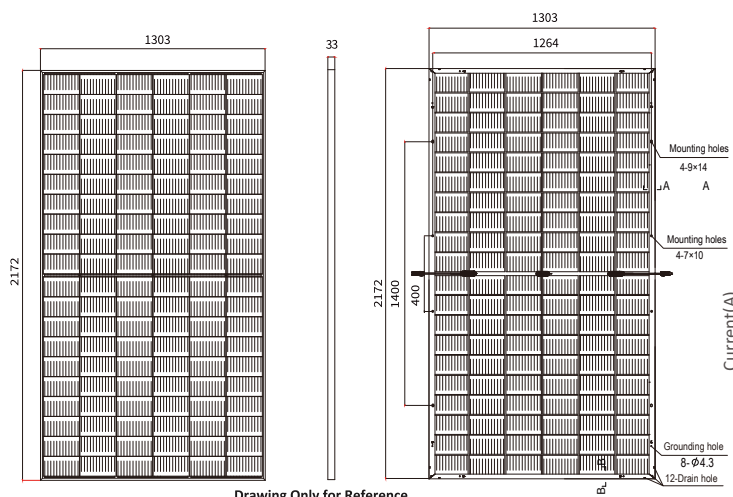 1303
33
1303
1264
2172
2172
1400
400
Mounting holes
4-9×14
A
A
Mounting holes
4-7×10
Current(A)
Grounding hole
8-Φ4.3
12-Drain hole
B
B
Drawing Only for Reference